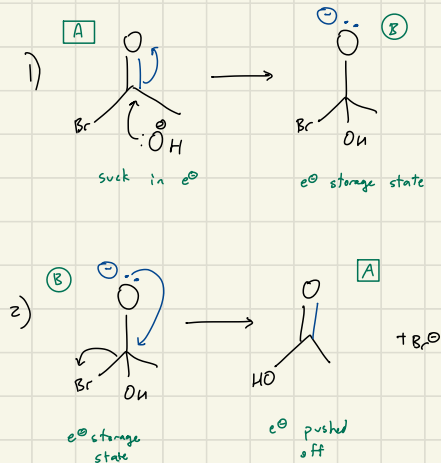 A
⊖
B
1)
O
O
Br
:OH
⊖
Br
OH
suck in e⊖
e⊖ storage state
B
⊖
A
2)
O
O
+ Br⊖
Br
OH
HO
e⊖ storage
state
e⊖ pushed
off